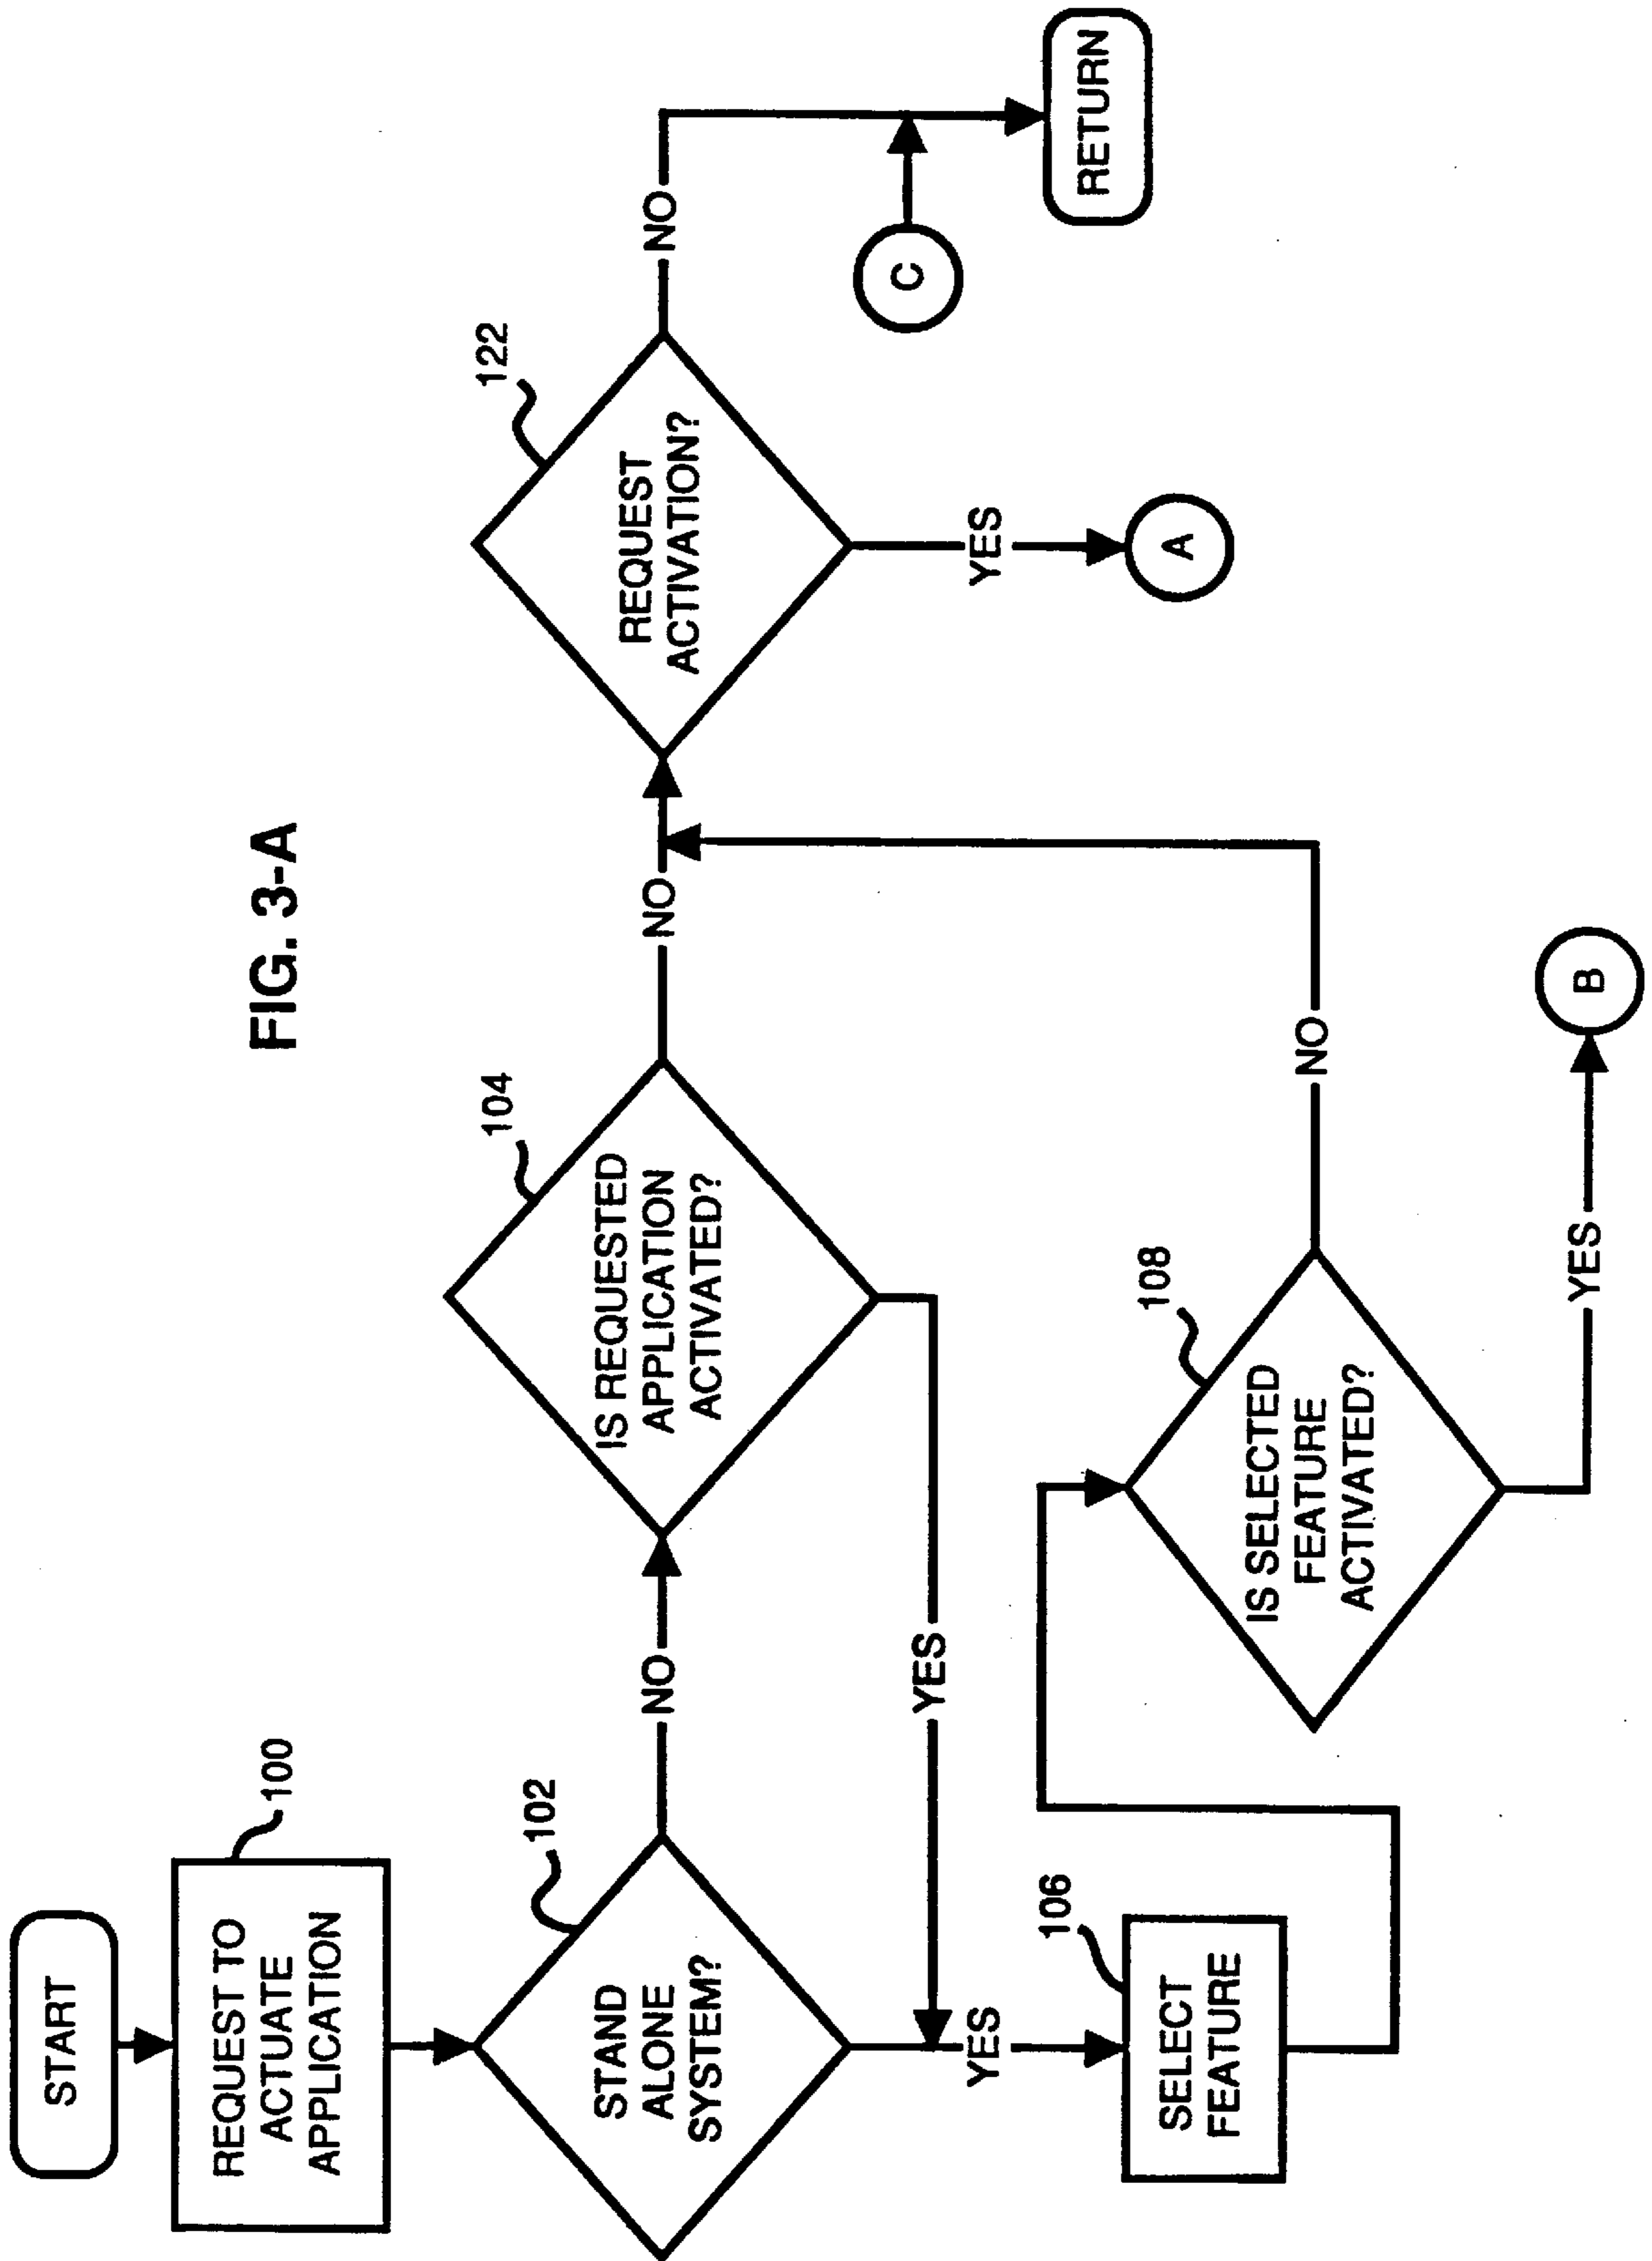 FIG. 3-A
START
REQUEST TO
ACTUATE
APPLICATION
100
STAND
ALONE
SYSTEM?
102
NO
IS REQUESTED
APPLICATION
ACTIVATED?
104
NO
REQUEST
ACTIVATION?
122
NO
C
RETURN
YES
A
YES
YES
SELECT
FEATURE
106
IS SELECTED
FEATURE
ACTIVATED?
108
NO
YES
B